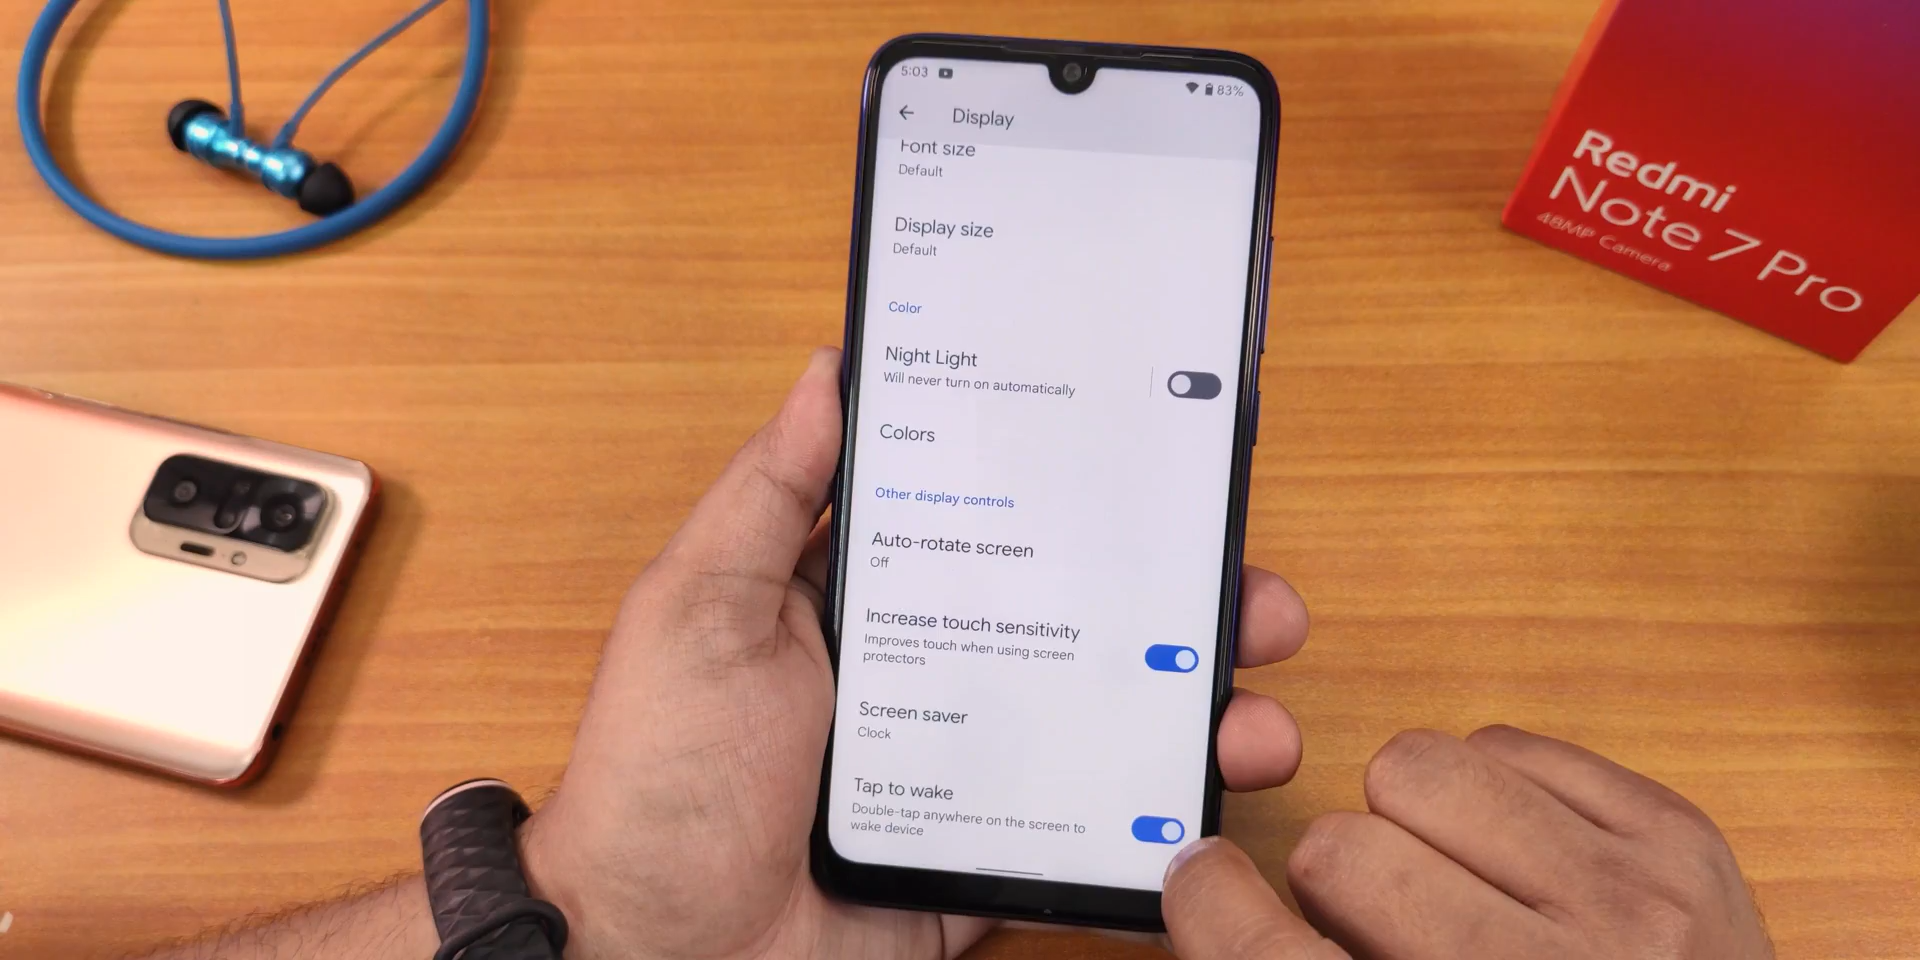 5:03
83%
Display
Font size
Default
Display size
Default
Color
Night Light
Will never turn on automatically
Colors
Other display controls
Auto-rotate screen
Off
Increase touch sensitivity
Improves touch when using screen
protectors
Screen saver
Clock
Tap to wake
Double-tap anywhere on the screen to
wake device
Redmi
Note 7 Pro
48MP Camera